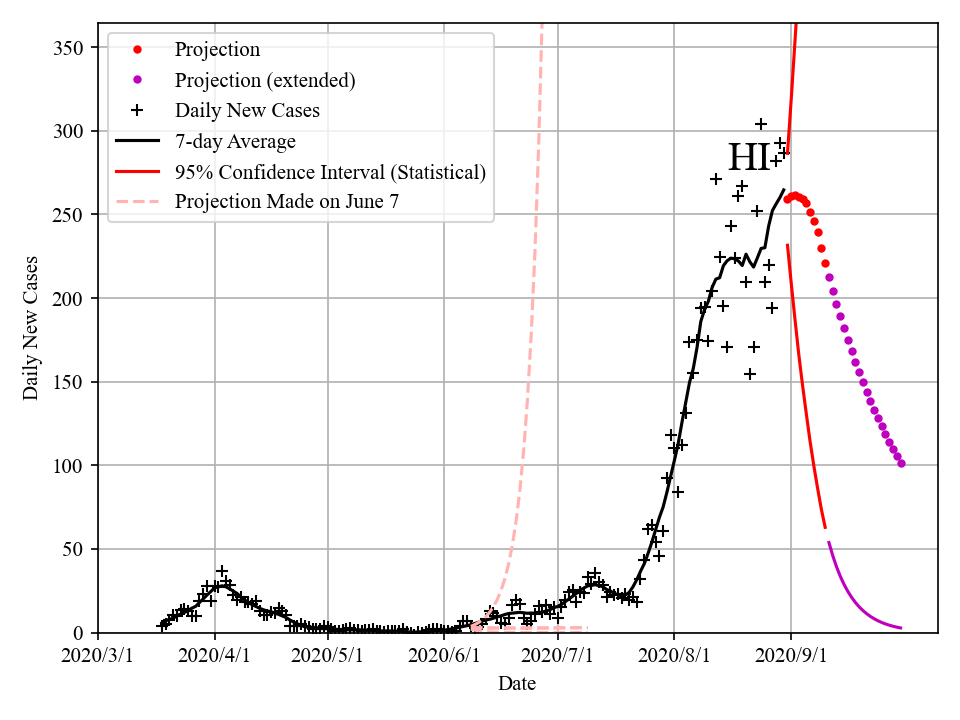 350
300
250
200
150
100
50
0
Daily New Cases
Projection
Projection (extended)
Daily New Cases
7-day Average
95% Confidence Interval (Statistical)
Projection Made on June 7
HI
2020/3/1 2020/4/1 2020/5/1 2020/6/1 2020/7/1 2020/8/1 2020/9/1
Date